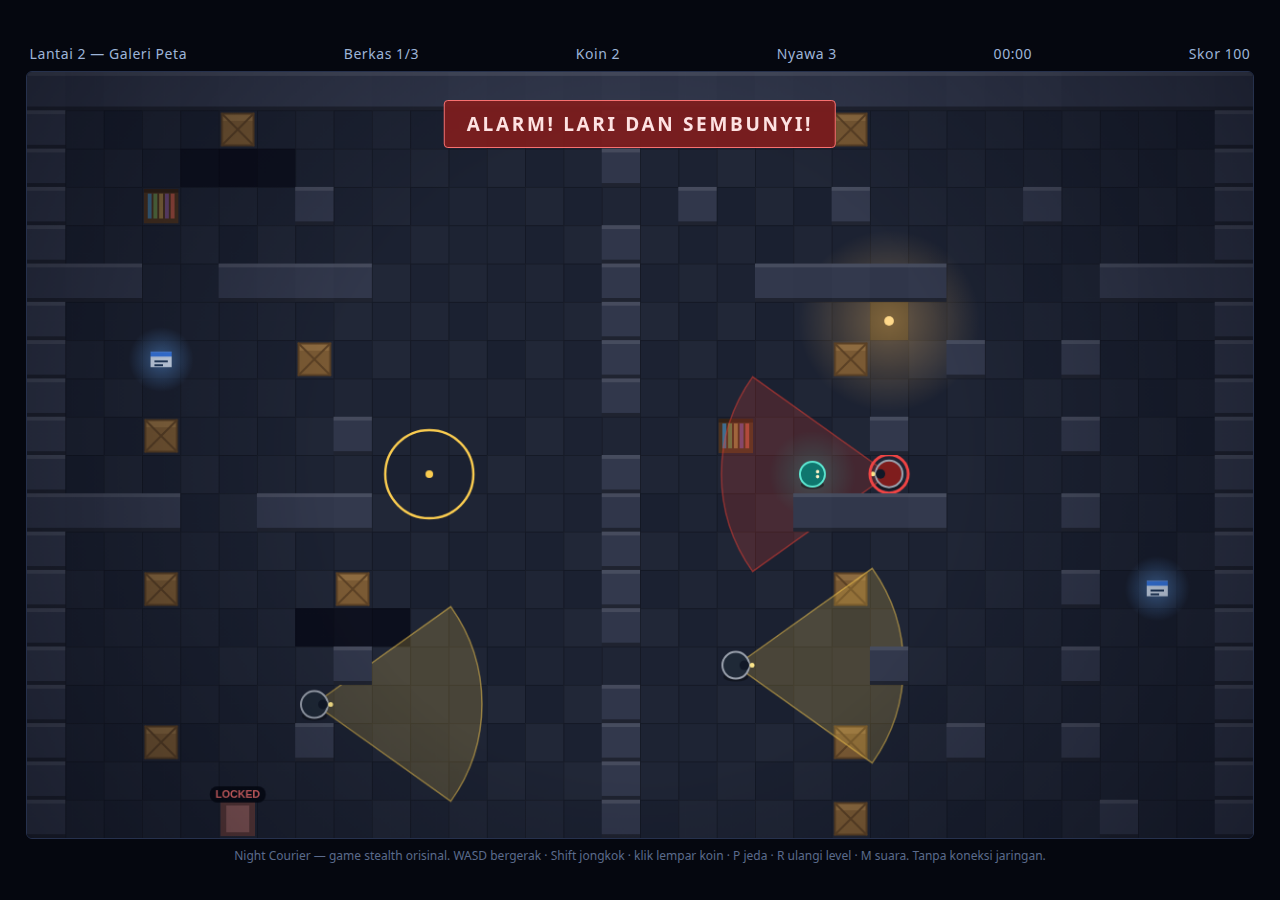 Lantai 2 — Galeri Peta
Berkas 1/3
Koin 2
Nyawa 3
00:00
Skor 100
ALARM! LARI DAN SEMBUNYI!
LOCKED
Night Courier — game stealth orisinal. WASD bergerak · Shift jongkok · klik lempar koin · P jeda · R ulangi level · M suara. Tanpa koneksi jaringan.